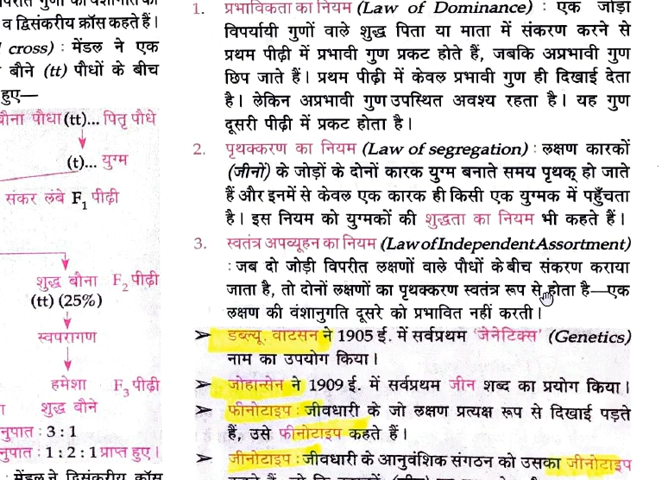 व द्विसंकरीय क्रॉस कहते हैं।
cross) : मेंडल ने एक
बौने (tt) पौधों के बीच
हुए—
बौना पौधा (tt)... पितृ पौधे
(t)... युग्म
संकर लंबे F₁ पीढ़ी
शुद्ध बौना F₂ पीढ़ी
(tt) (25%)
स्वपरागण
हमेशा F₃ पीढ़ी
शुद्ध बौने
नुपात : 3 : 1
नुपात : 1 : 2 : 1 प्राप्त हुए।
: मेंडल ने द्विसंकरीय क्रॉस
1. प्रभाविकता का नियम (Law of Dominance) : एक जोड़ा
विपर्यायी गुणों वाले शुद्ध पिता या माता में संकरण करने से
प्रथम पीढ़ी में प्रभावी गुण प्रकट होते हैं, जबकि अप्रभावी गुण
छिप जाते हैं। प्रथम पीढ़ी में केवल प्रभावी गुण ही दिखाई देता
है। लेकिन अप्रभावी गुण उपस्थित अवश्य रहता है। यह गुण
दूसरी पीढ़ी में प्रकट होता है।
2. पृथक्करण का नियम (Law of segregation) : लक्षण कारकों
(जीनों) के जोड़ों के दोनों कारक युग्म बनाते समय पृथक् हो जाते
हैं और इनमें से केवल एक कारक ही किसी एक युग्मक में पहुँचता
है। इस नियम को युग्मकों की शुद्धता का नियम भी कहते हैं।
3. स्वतंत्र अपव्यूहन का नियम (Law of Independent Assortment)
: जब दो जोड़ी विपरीत लक्षणों वाले पौधों के बीच संकरण कराया
जाता है, तो दोनों लक्षणों का पृथक्करण स्वतंत्र रूप से होता है—एक
लक्षण की वंशानुगति दूसरे को प्रभावित नहीं करती।
➢ डब्ल्यू. वाटसन ने 1905 ई. में सर्वप्रथम 'जेनेटिक्स' (Genetics)
नाम का उपयोग किया।
➢ जोहान्सेन ने 1909 ई. में सर्वप्रथम जीन शब्द का प्रयोग किया।
➢ फीनोटाइप : जीवधारी के जो लक्षण प्रत्यक्ष रूप से दिखाई पड़ते
हैं, उसे फीनोटाइप कहते हैं।
➢ जीनोटाइप : जीवधारी के आनुवंशिक संगठन को उसका जीनोटाइप